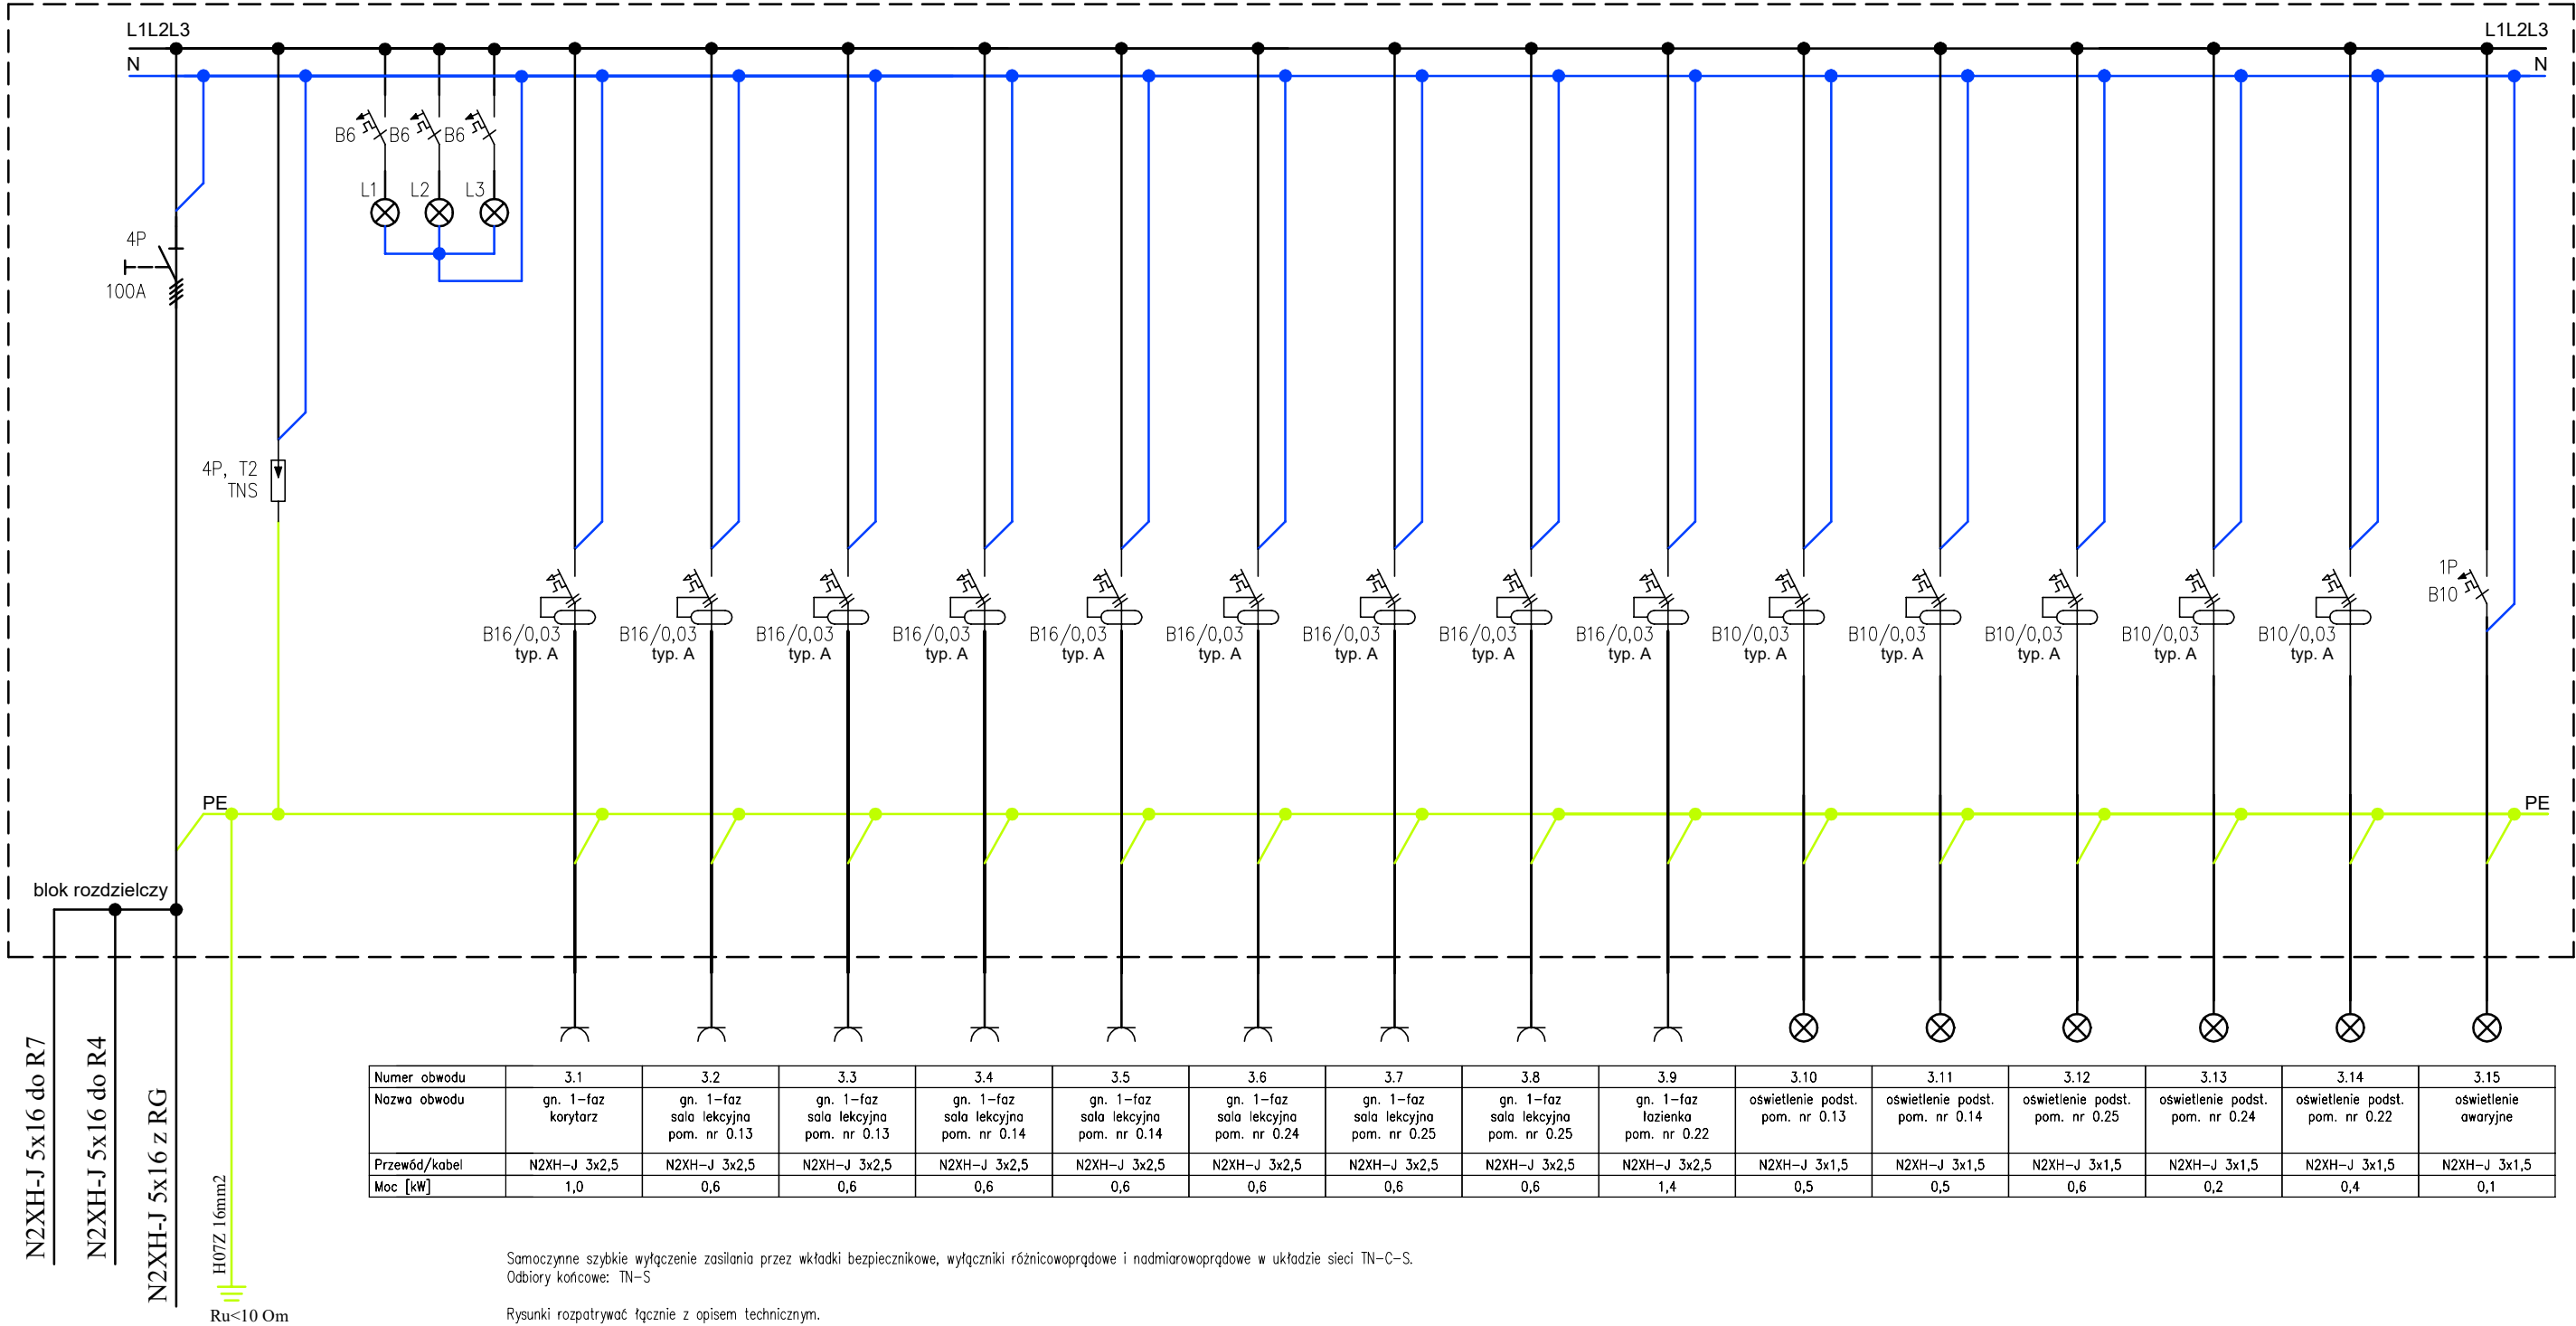 L1L2L3
L1L2L3
N
N
B6
B6
B6
L1
L2
L3
4P
100A
4P, T2
TNS
1P
B10
B16/0,03
typ. A
B16/0,03
typ. A
B16/0,03
typ. A
B16/0,03
typ. A
B16/0,03
typ. A
B16/0,03
typ. A
B16/0,03
typ. A
B16/0,03
typ. A
B16/0,03
typ. A
B10/0,03
typ. A
B10/0,03
typ. A
B10/0,03
typ. A
B10/0,03
typ. A
B10/0,03
typ. A
PE
PE
blok rozdzielczy
N2XH-J 5x16 do R7
N2XH-J 5x16 do R4
N2XH-J 5x16 z RG
H07Z 16mm2
Ru<10 Om
Numer obwodu 3.1 3.2 3.3 3.4 3.5 3.6 3.7 3.8 3.9 3.10 3.11 3.12 3.13 3.14 3.15
Nazwa obwodu gn. 1-faz gn. 1-faz gn. 1-faz gn. 1-faz gn. 1-faz gn. 1-faz gn. 1-faz gn. 1-faz gn. 1-faz oświetlenie podst. oświetlenie podst. oświetlenie podst. oświetlenie podst. oświetlenie podst. oświetlenie
korytarz sala lekcyjna sala lekcyjna sala lekcyjna sala lekcyjna sala lekcyjna sala lekcyjna sala lekcyjna łazienka pom. nr 0.13 pom. nr 0.14 pom. nr 0.25 pom. nr 0.24 pom. nr 0.22 awaryjne
pom. nr 0.13 pom. nr 0.13 pom. nr 0.14 pom. nr 0.14 pom. nr 0.24 pom. nr 0.25 pom. nr 0.25 pom. nr 0.22
Przewód/kabel N2XH-J 3x2,5 N2XH-J 3x2,5 N2XH-J 3x2,5 N2XH-J 3x2,5 N2XH-J 3x2,5 N2XH-J 3x2,5 N2XH-J 3x2,5 N2XH-J 3x2,5 N2XH-J 3x2,5 N2XH-J 3x1,5 N2XH-J 3x1,5 N2XH-J 3x1,5 N2XH-J 3x1,5 N2XH-J 3x1,5 N2XH-J 3x1,5
Moc [kW] 1,0 0,6 0,6 0,6 0,6 0,6 0,6 0,6 1,4 0,5 0,5 0,6 0,2 0,4 0,1
Samoczynne szybkie wyłączenie zasilania przez wkładki bezpiecznikowe, wyłączniki różnicowoprądowe i nadmiarowoprądowe w układzie sieci TN-C-S.
Odbiory końcowe: TN-S
Rysunki rozpatrywać łącznie z opisem technicznym.